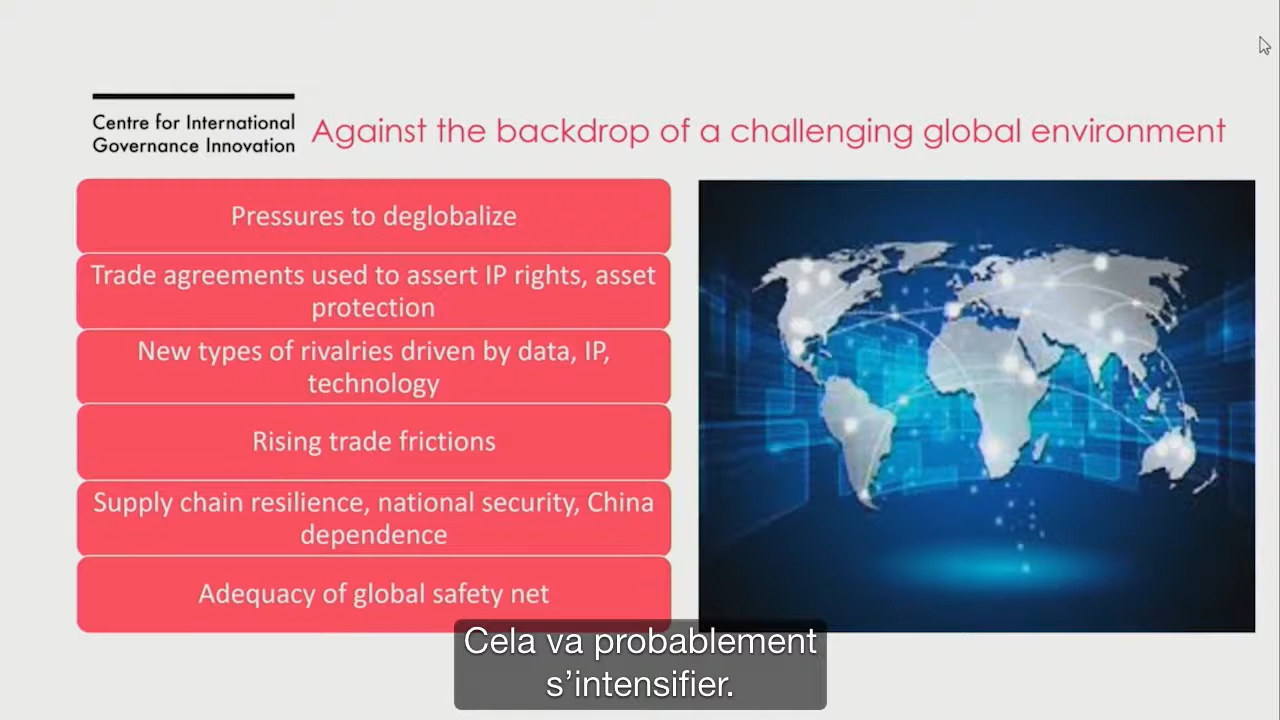 Centre for International
Governance Innovation
Against the backdrop of a challenging global environment
Pressures to deglobalize
Trade agreements used to assert IP rights, asset
protection
New types of rivalries driven by data, IP,
technology
Rising trade frictions
Supply chain resilience, national security, China
dependence
Adequacy of global safety net
Cela va probablement
s’intensifier.